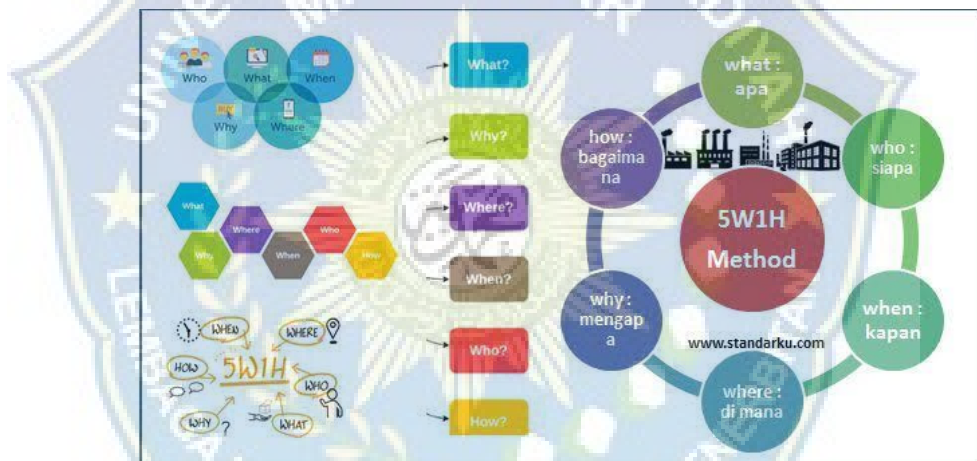 Who
What
When
Why
Where
What
Where
Who
Why
When
How
WHEN
WHERE
HOW
5W1H
WHO
WHY
?
WHAT
What?
Why?
Where?
When?
Who?
How?
what :
apa
how :
bagaima
na
who :
siapa
5W1H
Method
why :
mengap
a
when :
kapan
www.standarku.com
where :
di mana